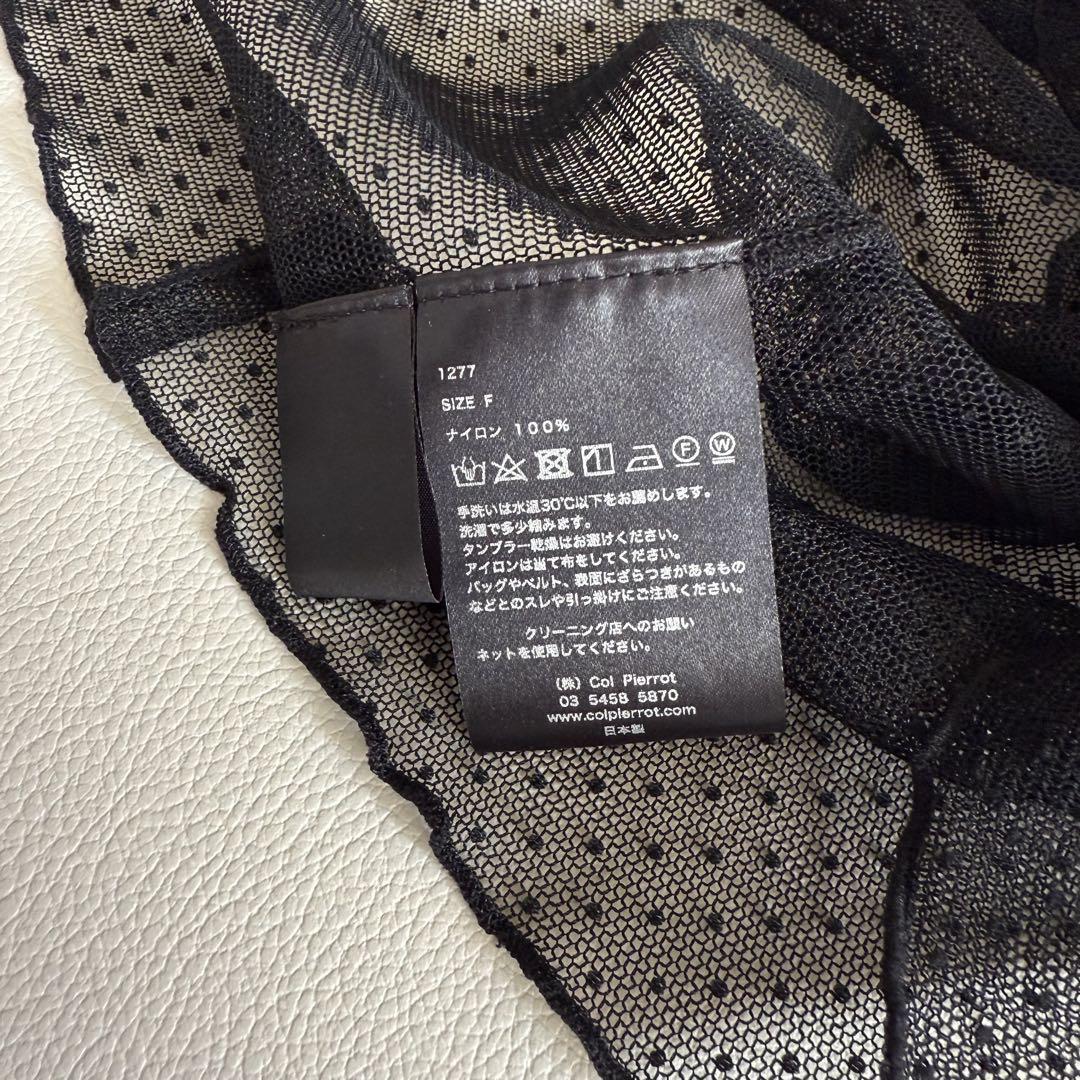 1277
SIZE F
ナイロン 100%
F W
手洗いは水温30℃以下をお薦めします。
洗濯で多少縮みます。
タンブラー乾燥はお避けください。
アイロンは当て布をしてください。
バッグやベルト、表面にざらつきがあるもの
などとのスレや引っ掛けにご注意ください。
クリーニング店へのお願い
ネットを使用してください。
(株) Col Pierrot
03 5458 5870
www.colpierrot.com
日本製